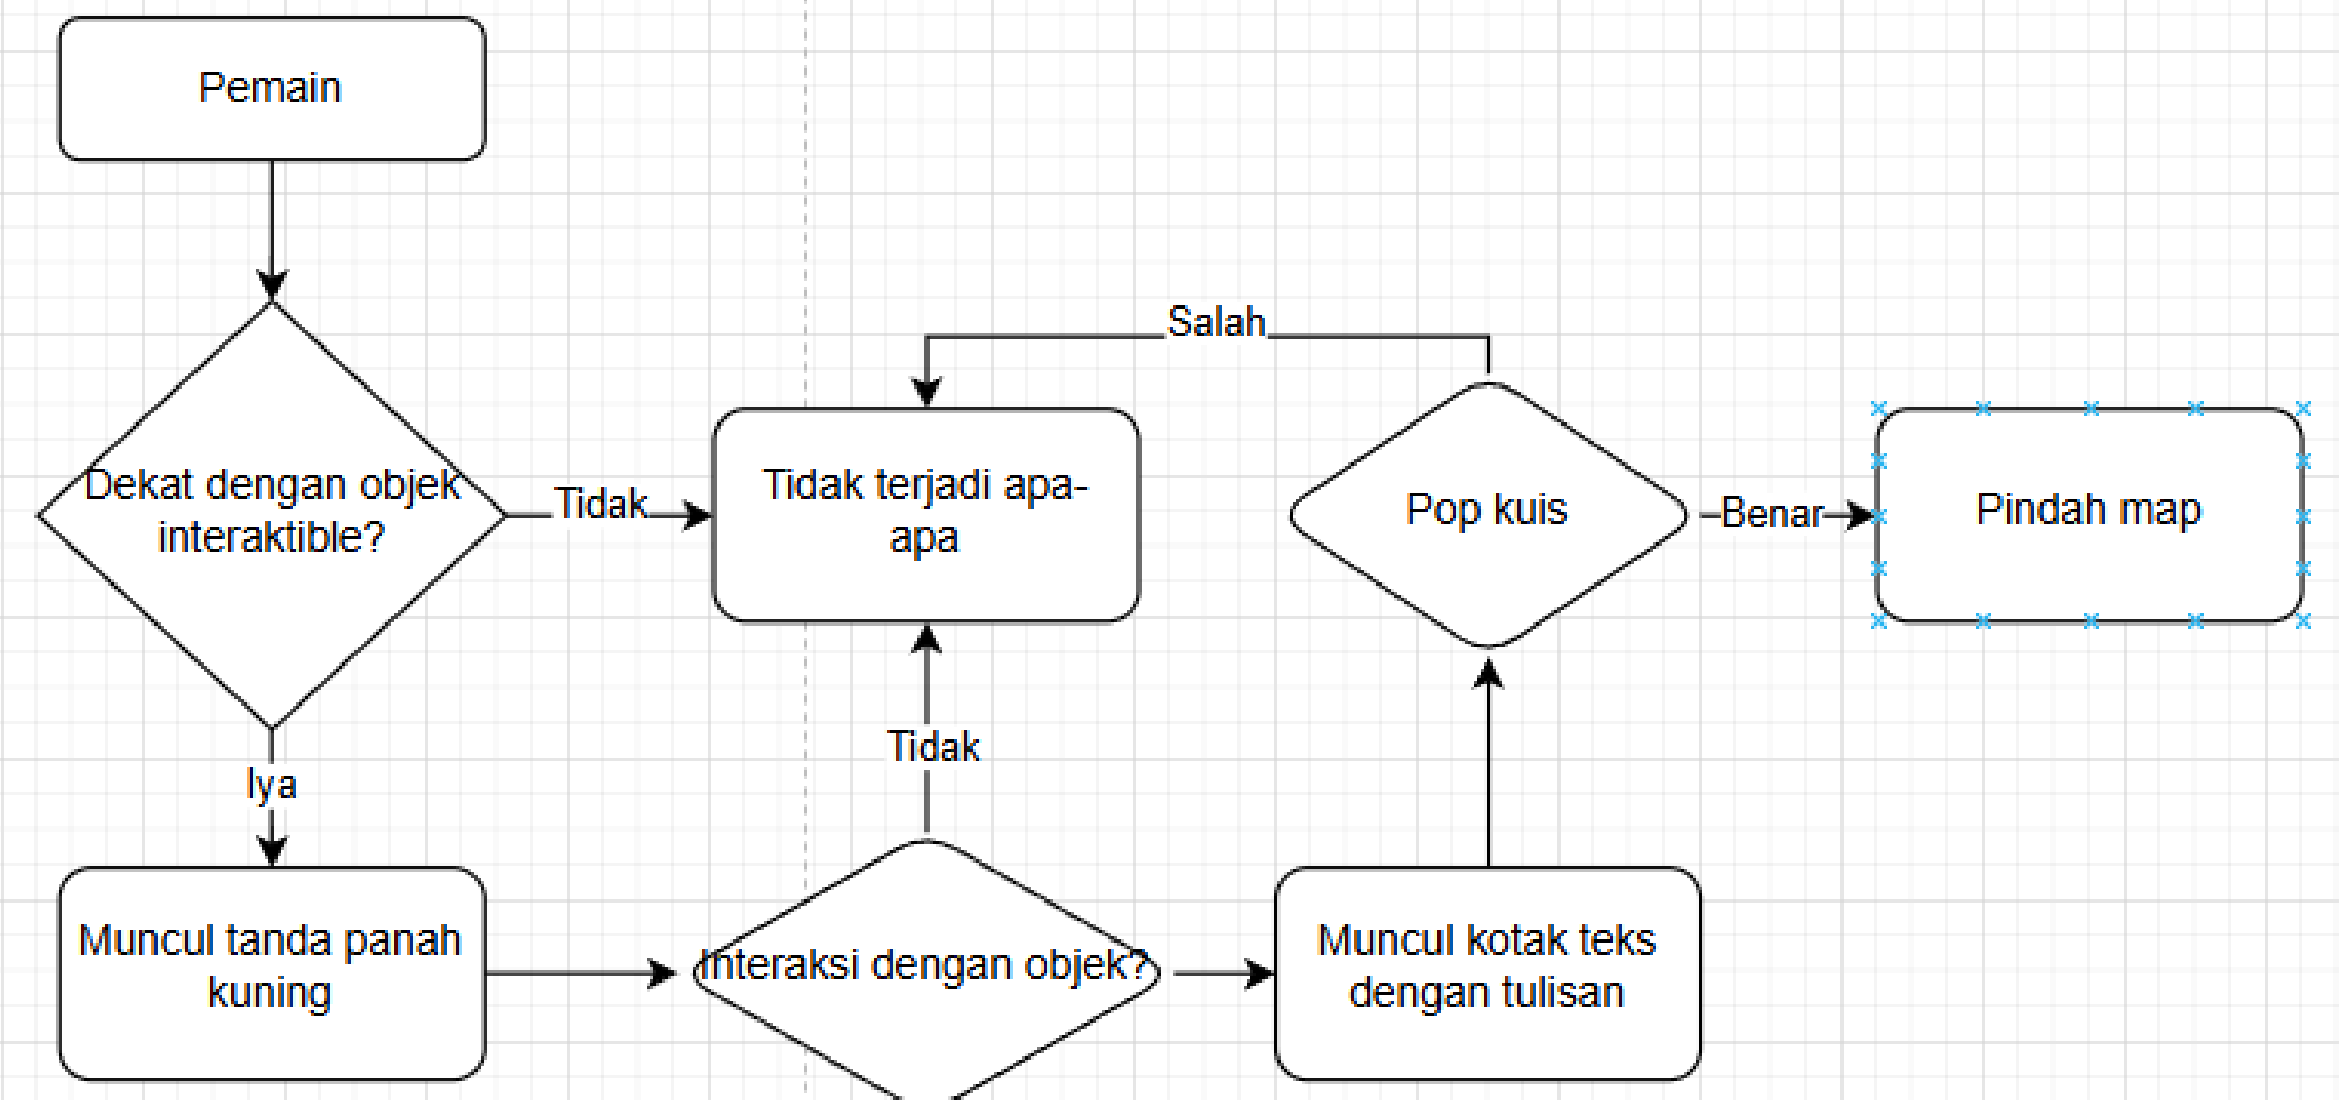 Pemain
Dekat dengan objek
interaktible?
Tidak
Tidak terjadi apa-
apa
Salah
Pop kuis
Benar
Pindah map
Iya
Tidak
Muncul tanda panah
kuning
Interaksi dengan objek?
Muncul kotak teks
dengan tulisan